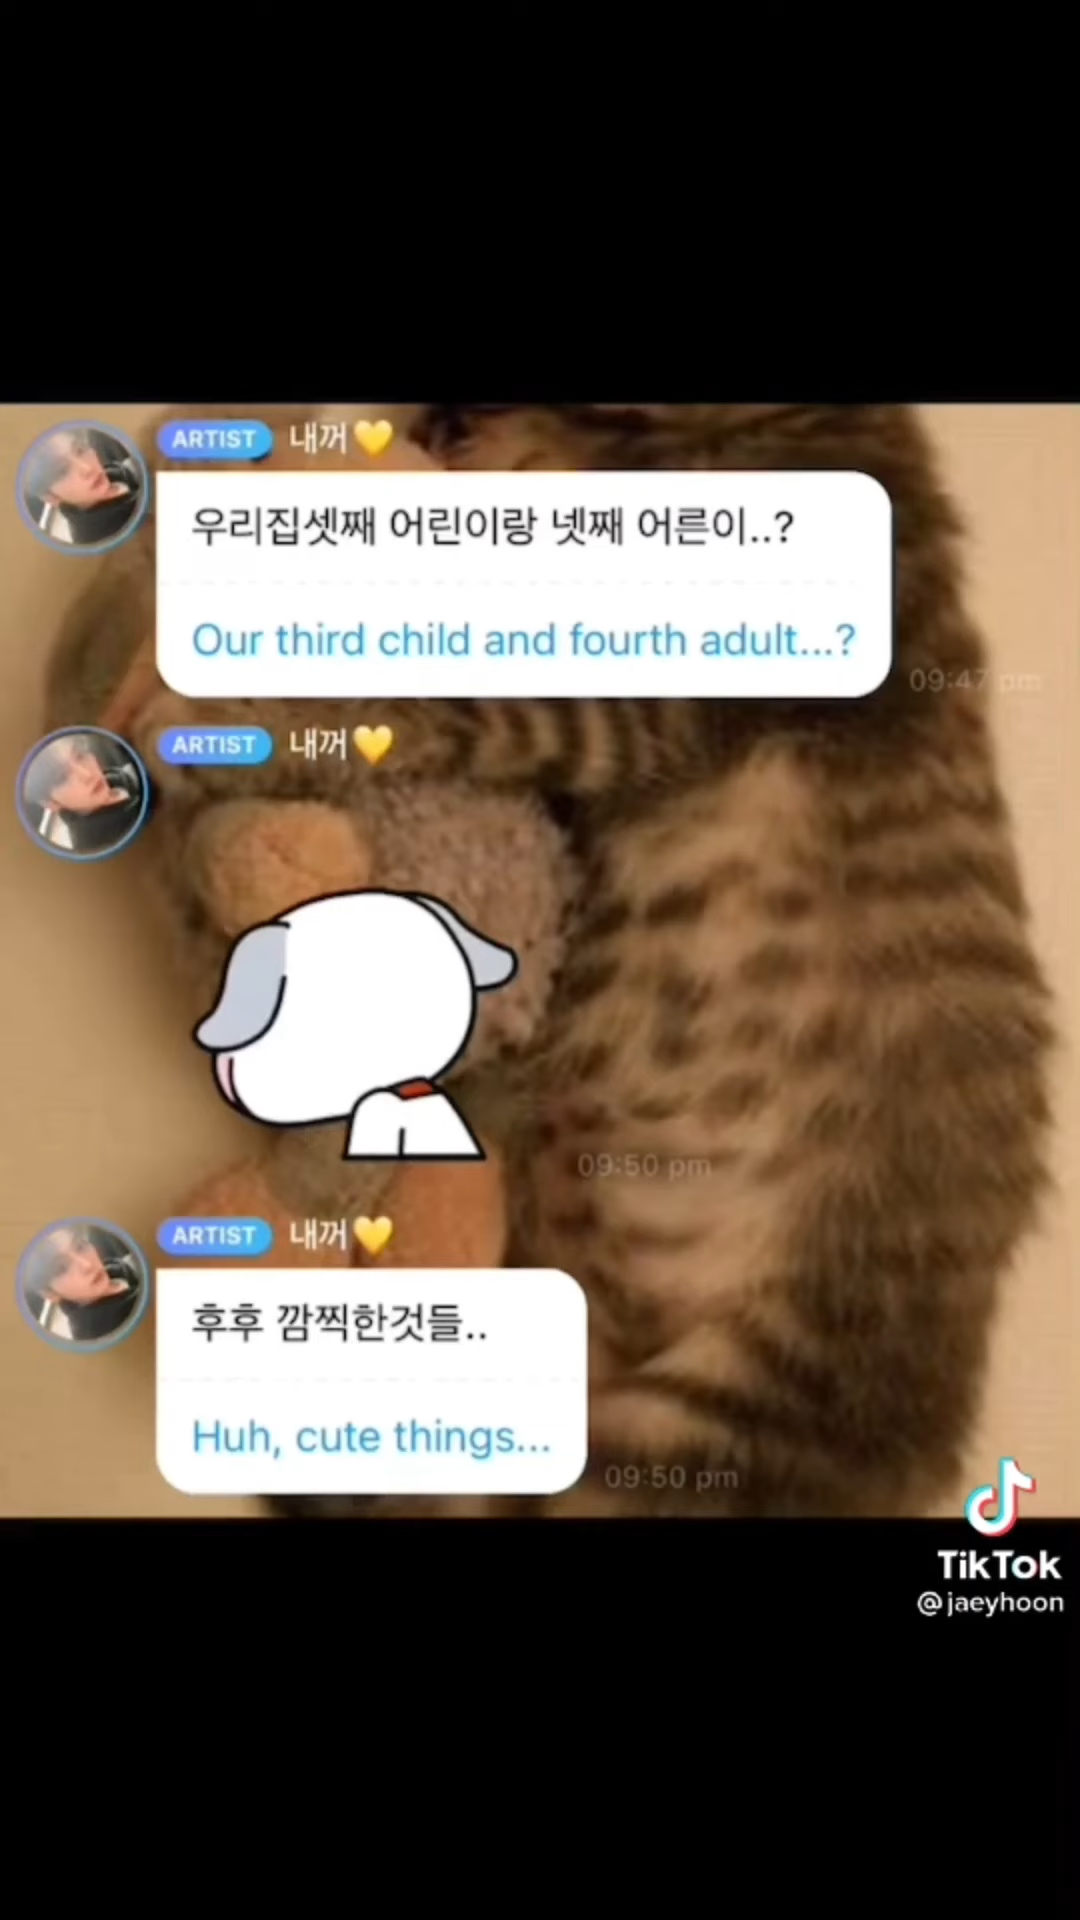 ARTIST 내꺼💛
우리집셋째 어린이랑 넷째 어른이..?
Our third child and fourth adult...?
09:47 pm
ARTIST 내꺼💛
09:50 pm
ARTIST 내꺼💛
후후 깜찍한것들..
Huh, cute things...
09:50 pm
TikTok
@jaeyhoon